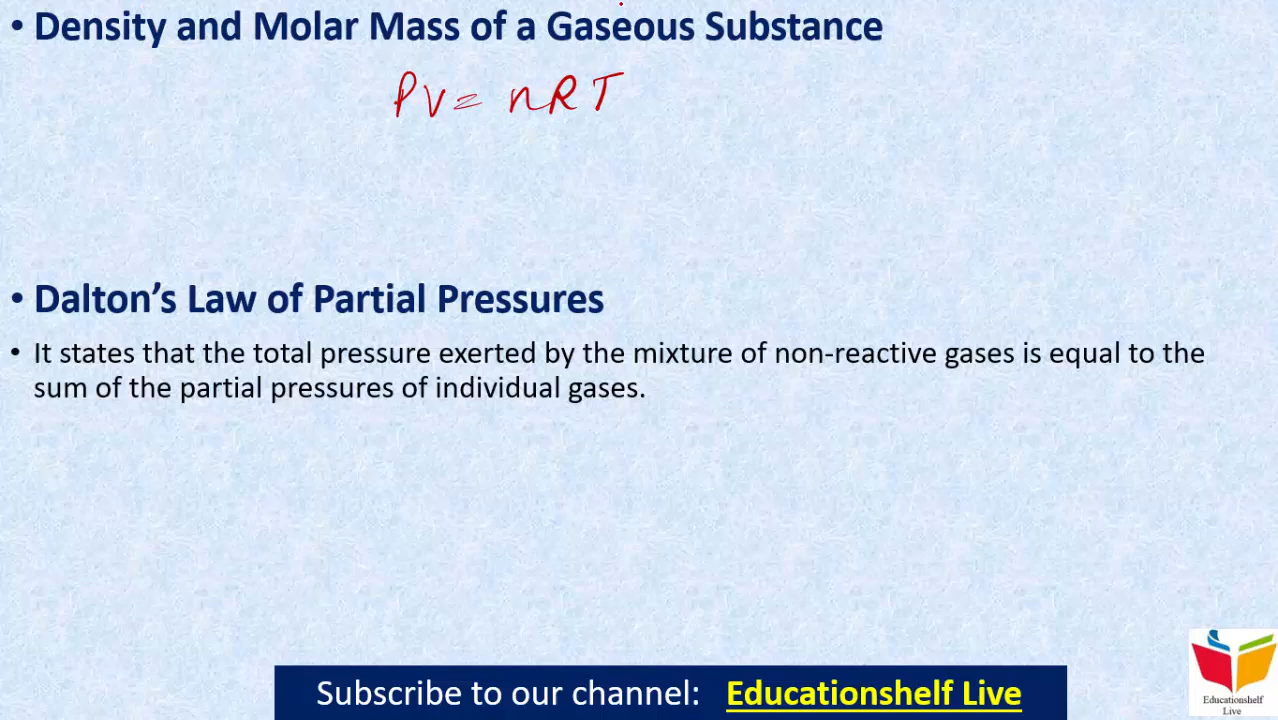 • Density and Molar Mass of a Gaseous Substance
PV = nRT
• Dalton’s Law of Partial Pressures
• It states that the total pressure exerted by the mixture of non-reactive gases is equal to the
sum of the partial pressures of individual gases.
Subscribe to our channel: Educationshelf Live
Educationshelf
Live